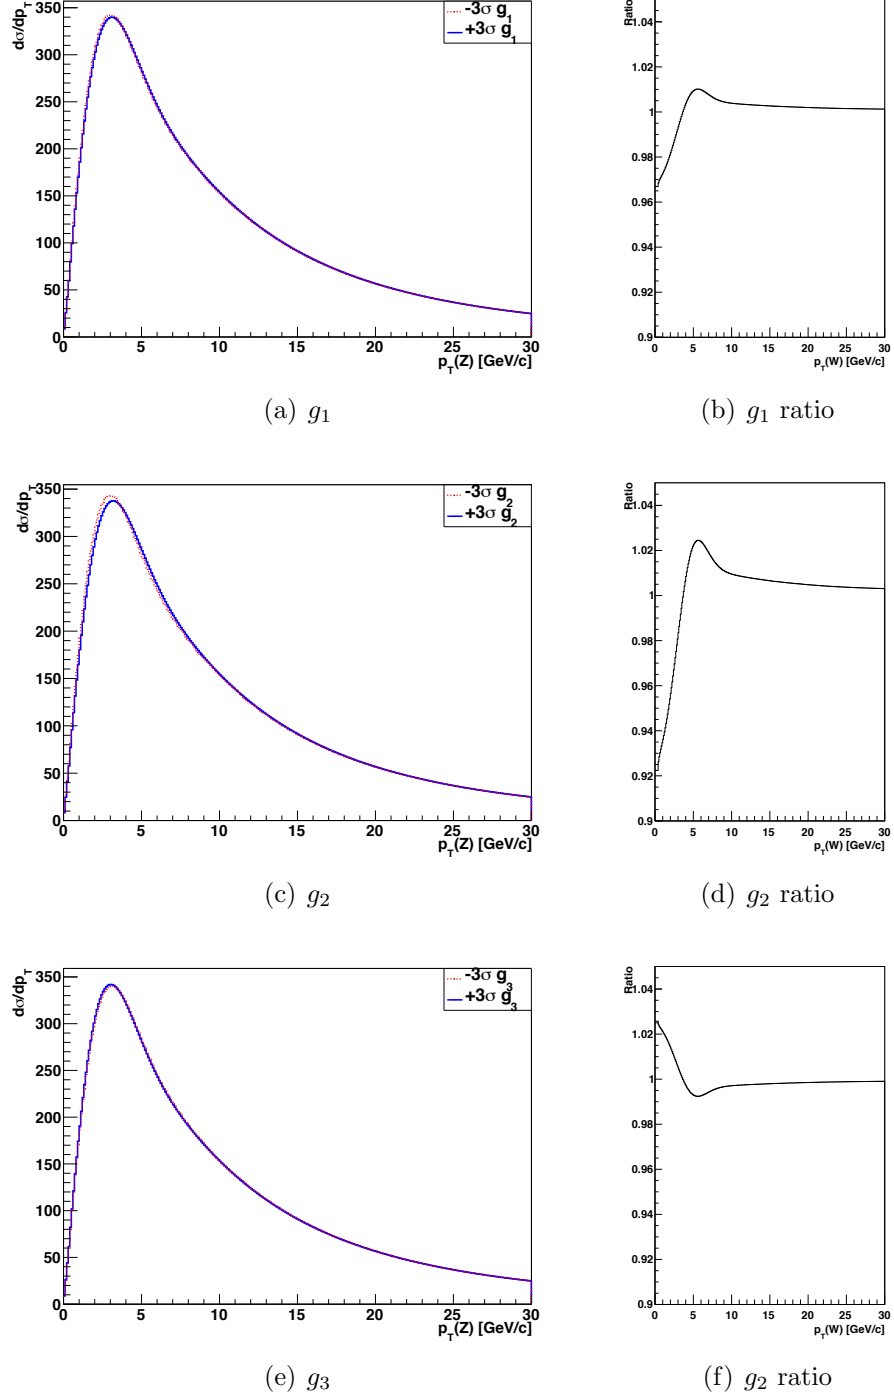 dσ/dp_T
350
300
250
200
150
100
50
0
0 5 10 15 20 25 30
p_T(Z) [GeV/c]
-3σ g_1
+3σ g_1
Ratio
1.04
1.02
1
0.98
0.96
0.94
0.92
0.9
0 5 10 15 20 25 30
p_T(W) [GeV/c]
(a) g_1
(b) g_1 ratio
dσ/dp_T
350
300
250
200
150
100
50
0
0 5 10 15 20 25 30
p_T(Z) [GeV/c]
-3σ g_2
+3σ g_2
Ratio
1.04
1.02
1
0.98
0.96
0.94
0.92
0.9
0 5 10 15 20 25 30
p_T(W) [GeV/c]
(c) g_2
(d) g_2 ratio
dσ/dp_T
350
300
250
200
150
100
50
0
0 5 10 15 20 25 30
p_T(Z) [GeV/c]
-3σ g_3
+3σ g_3
Ratio
1.04
1.02
1
0.98
0.96
0.94
0.92
0.9
0 5 10 15 20 25 30
p_T(W) [GeV/c]
(e) g_3
(f) g_2 ratio